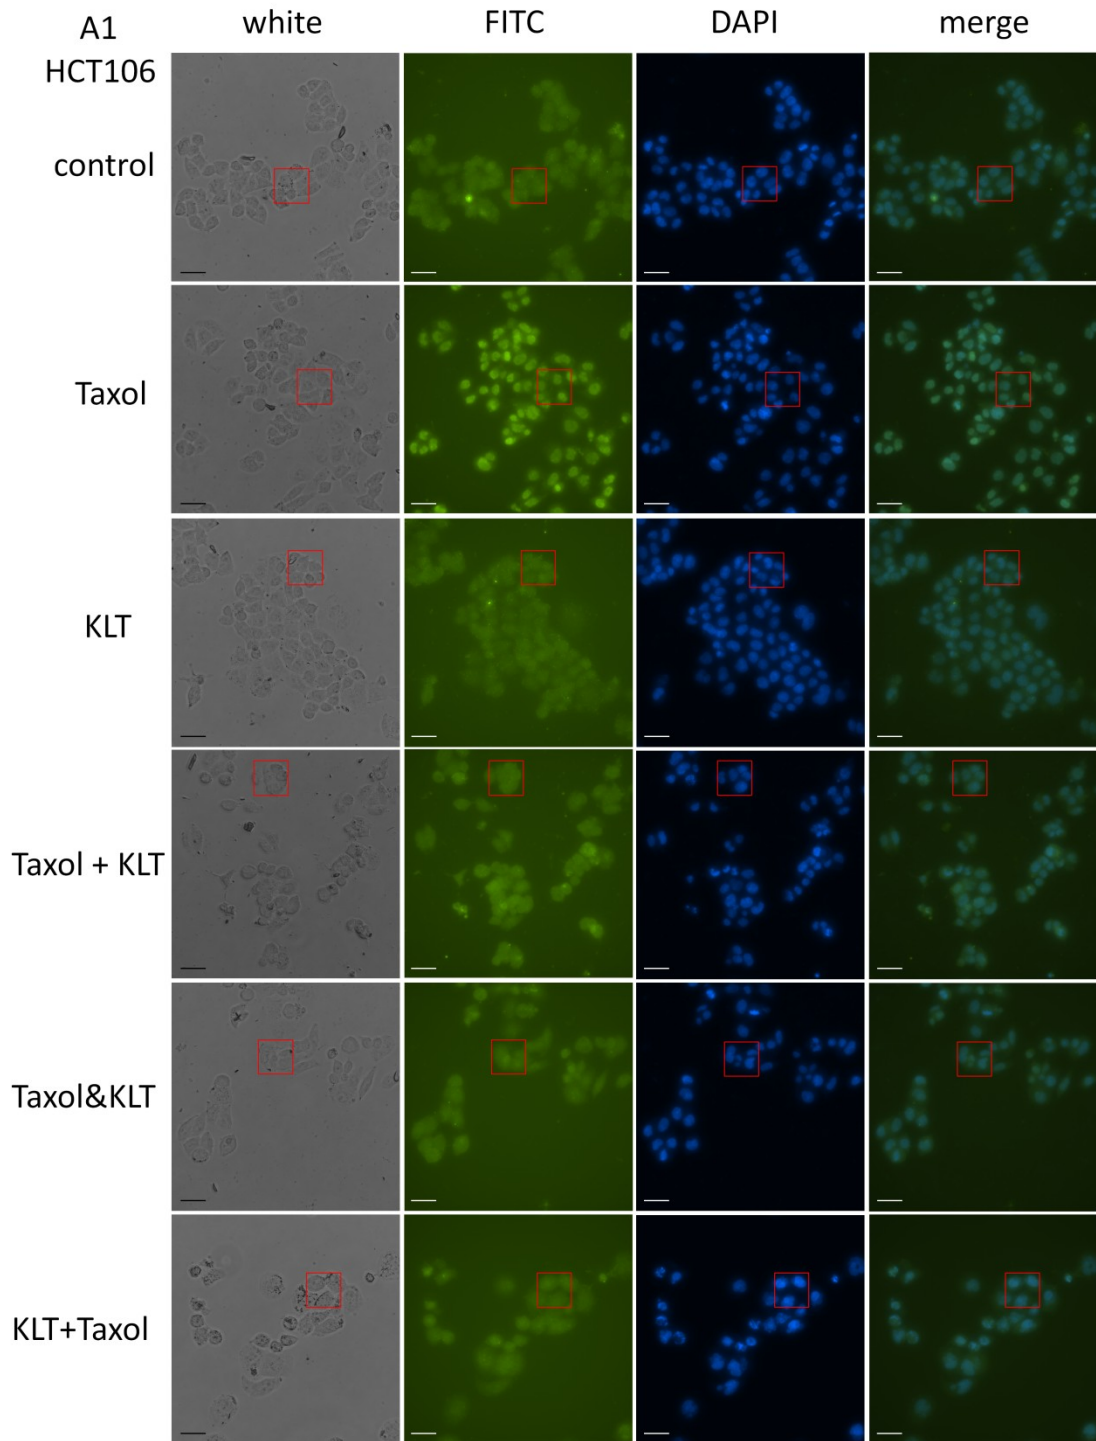 A1 white FITC DAPI merge
HCT106
control
Taxol
KLT
Taxol + KLT
Taxol&KLT
KLT+Taxol